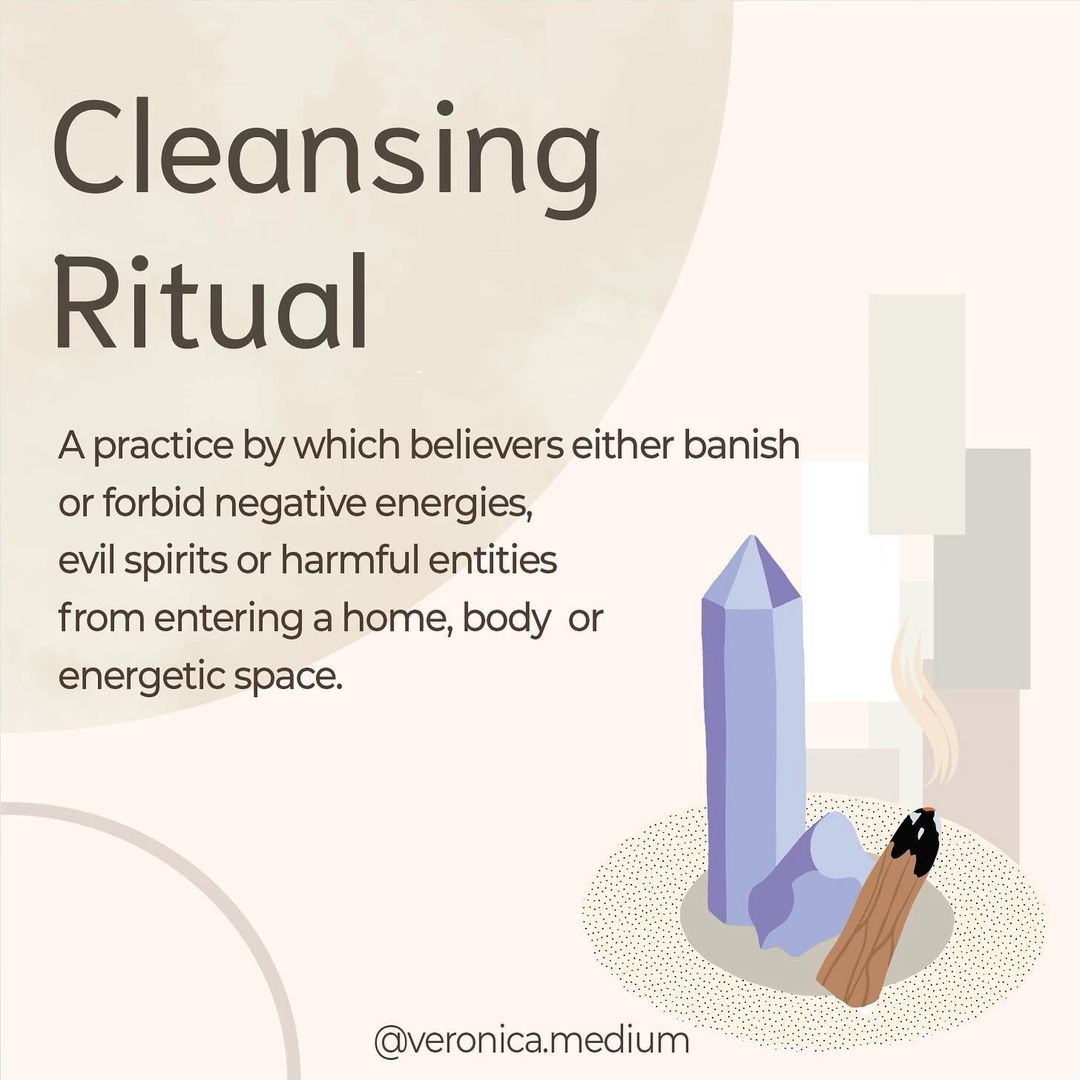 Cleansing
Ritual
A practice by which believers either banish
or forbid negative energies,
evil spirits or harmful entities
from entering a home, body or
energetic space.
@veronica.medium